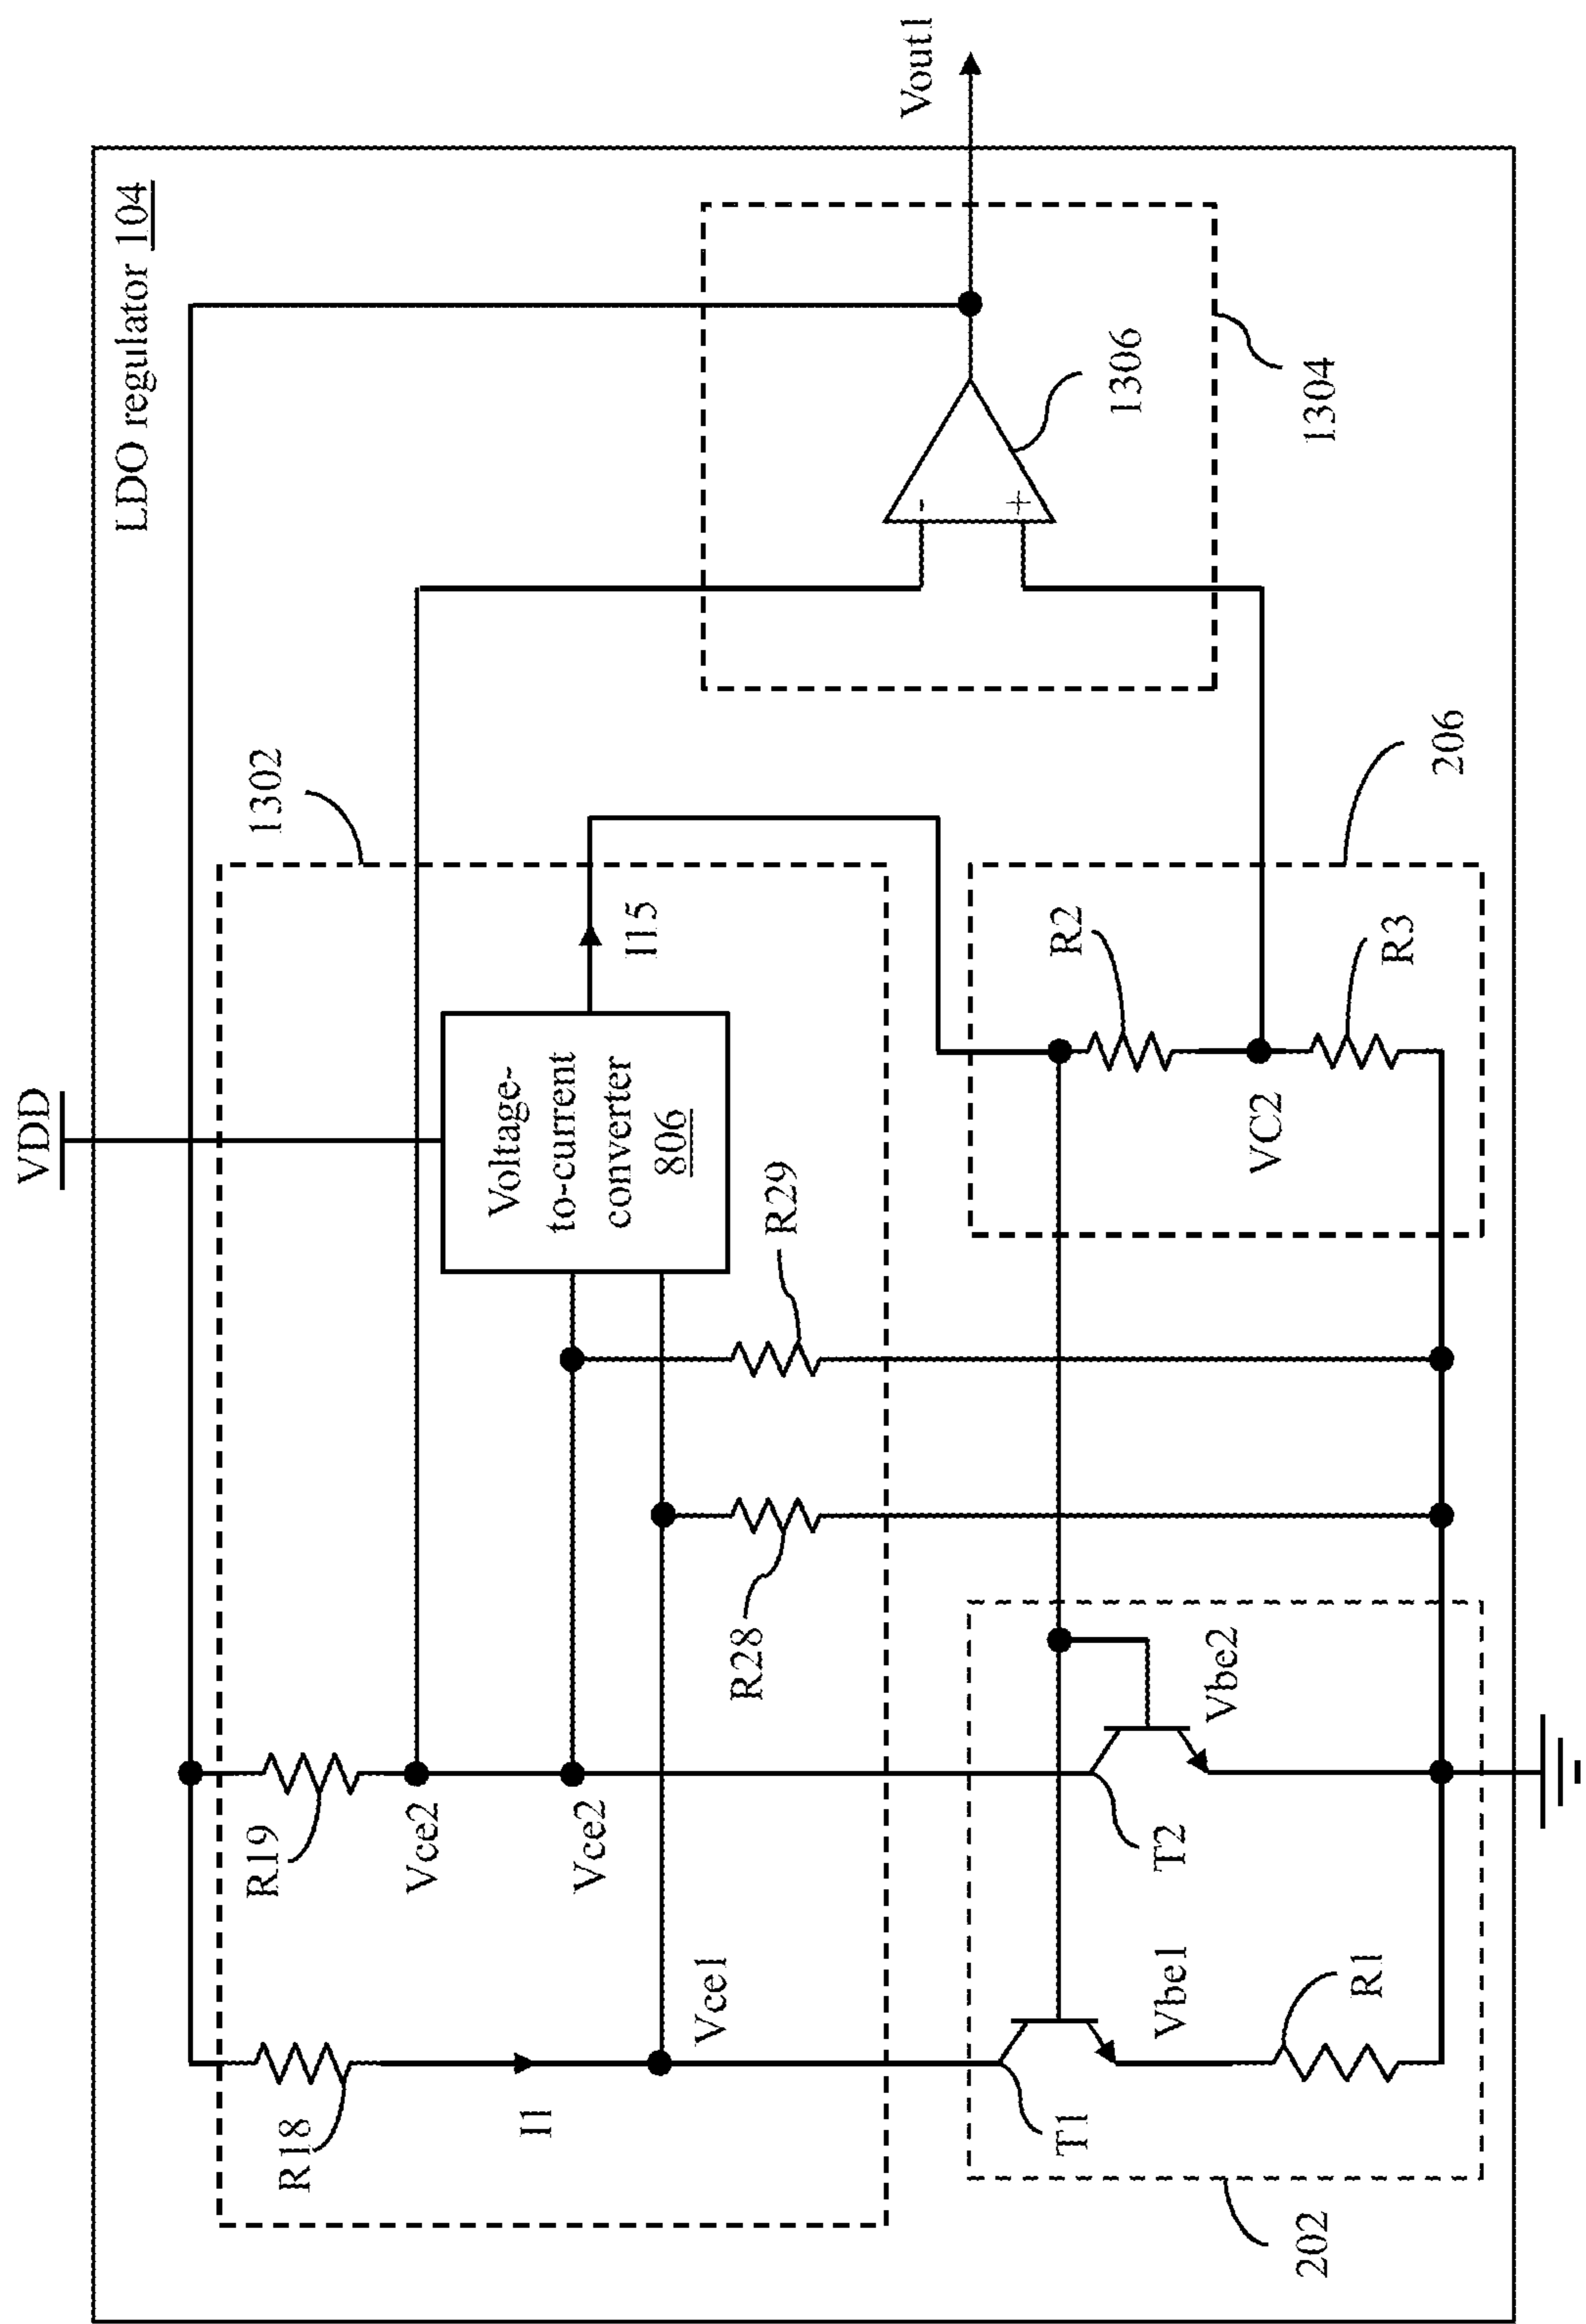 VDD
LDO regulator 104
1302
R18
R19
I1
Vce2
Vce2
Vce1
Voltage-
to-current
converter
806
I15
R28
R29
Vout1
1306
-
+
1304
206
R2
VC2
R3
T1
Vbe1
R1
T2
Vbe2
202